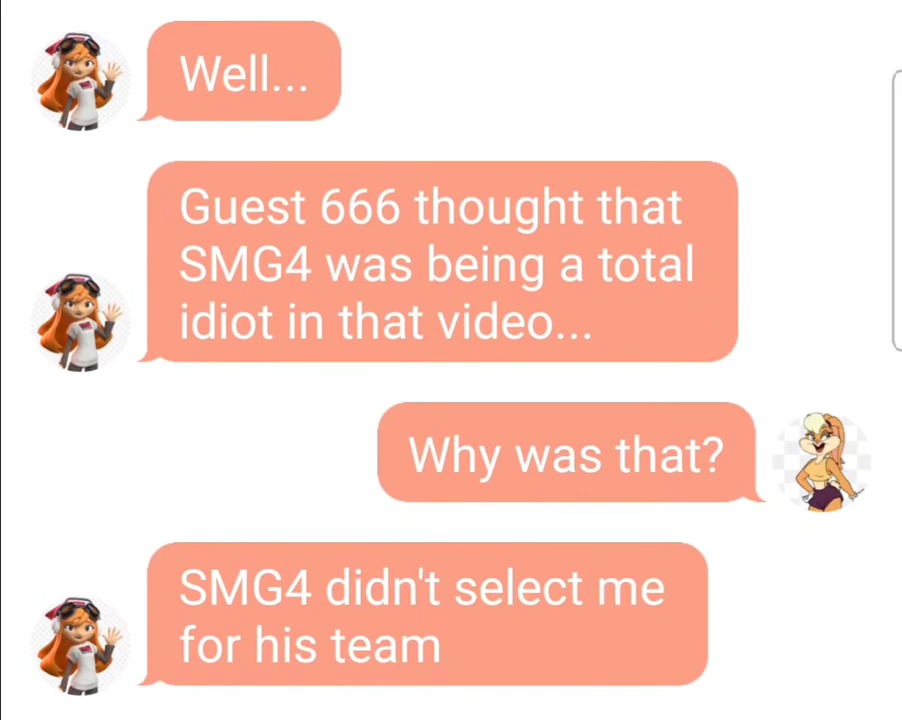 Well...
Guest 666 thought that
SMG4 was being a total
idiot in that video...
Why was that?
SMG4 didn't select me
for his team